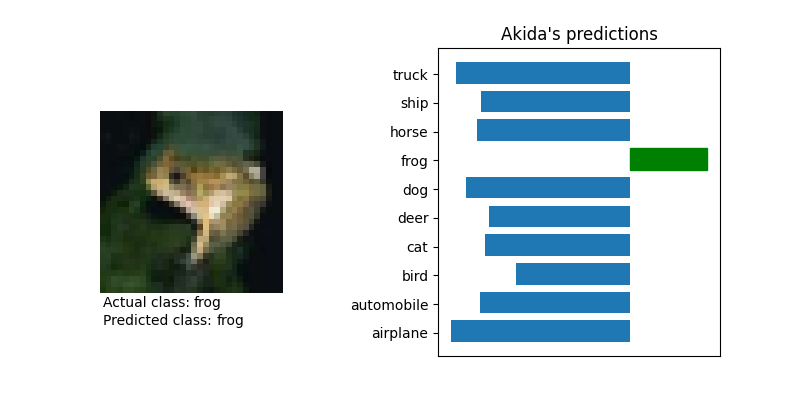 Akida's predictions
truck
ship
horse
frog
dog
deer
cat
bird
automobile
airplane
Actual class: frog
Predicted class: frog